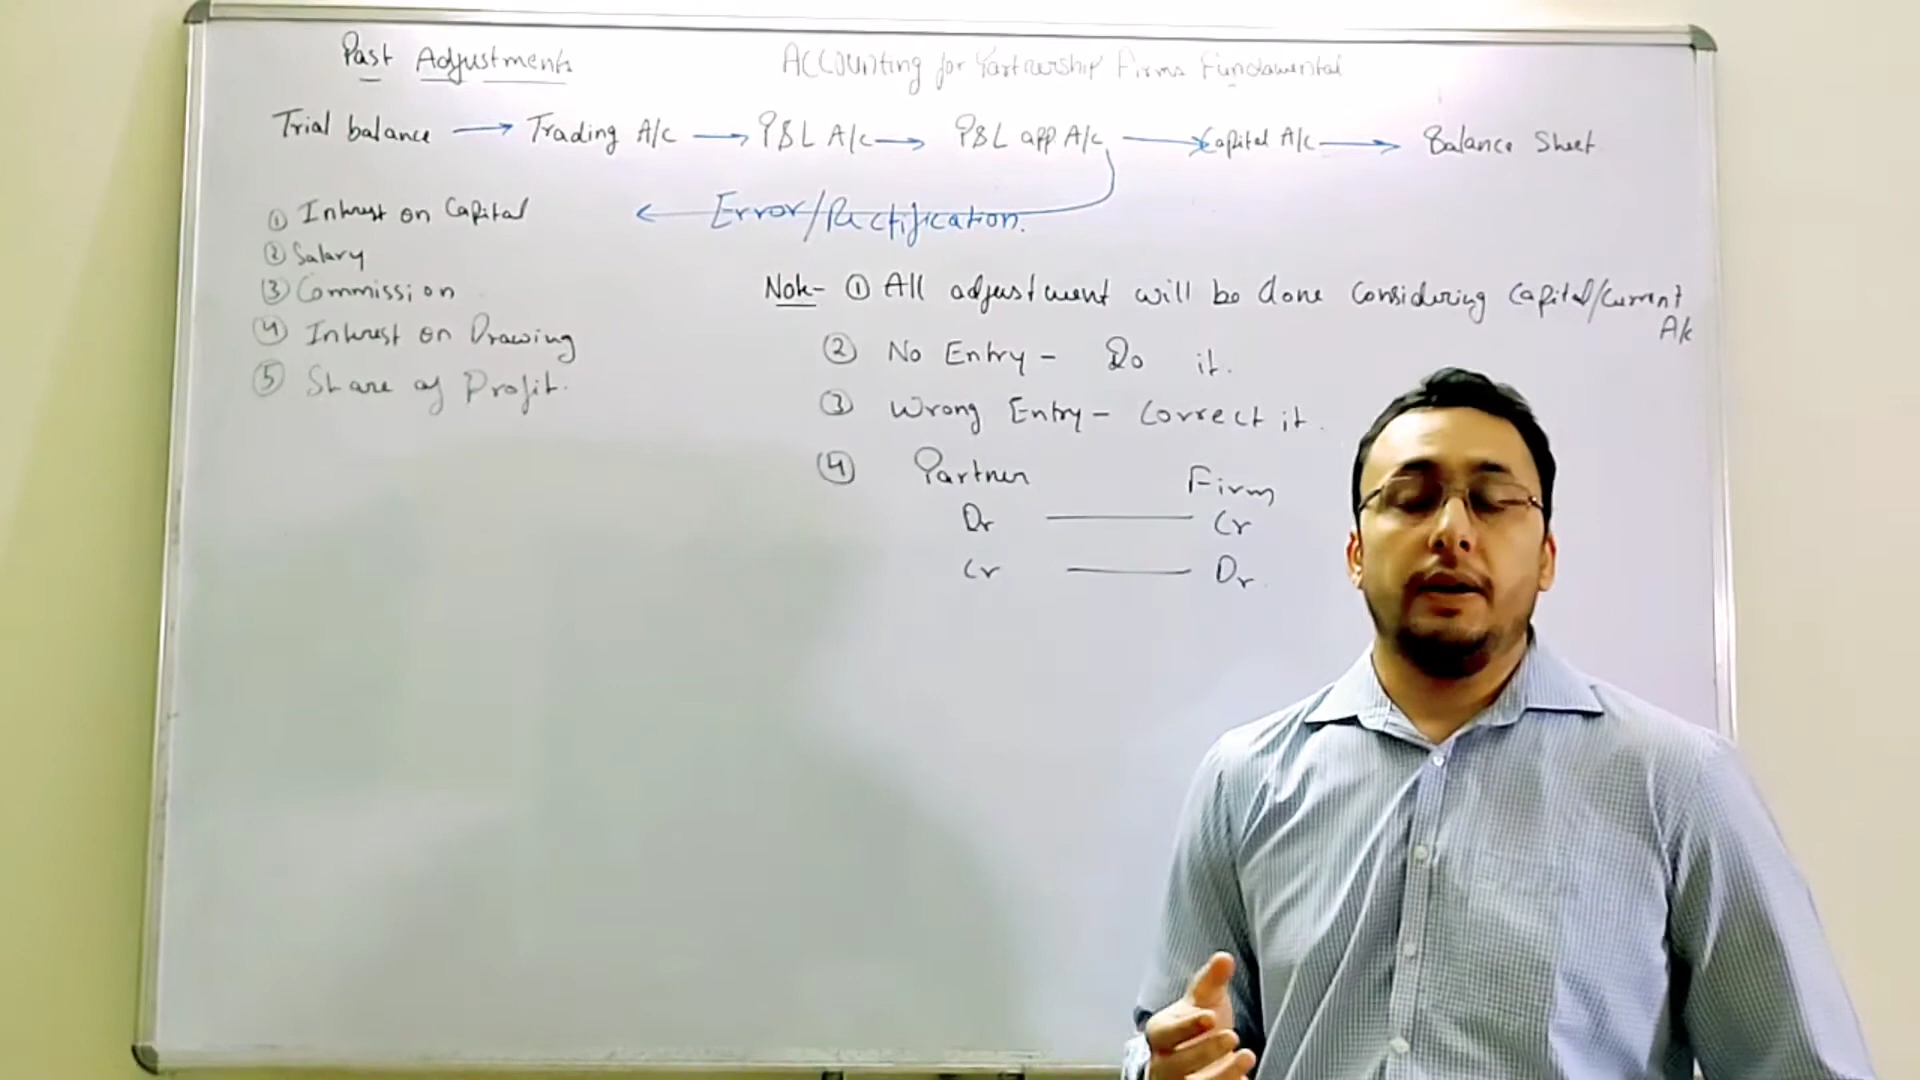 Past Adjustments
Accounting for Partnership Firms Fundamental
Trial balance → Trading A/c → P&L A/c → P&L app. A/c → Capital A/c → Balance Sheet
① Interest on Capital
← Error/Rectification.
② Salary
③ Commission
④ Interest on Drawing
⑤ Share of Profit.
Note- ① All adjustment will be done Considering Capital/Current A/c
② No Entry - Do it.
③ Wrong Entry - Correct it.
④ Partner Firm
Dr — Cr
Cr — Dr.